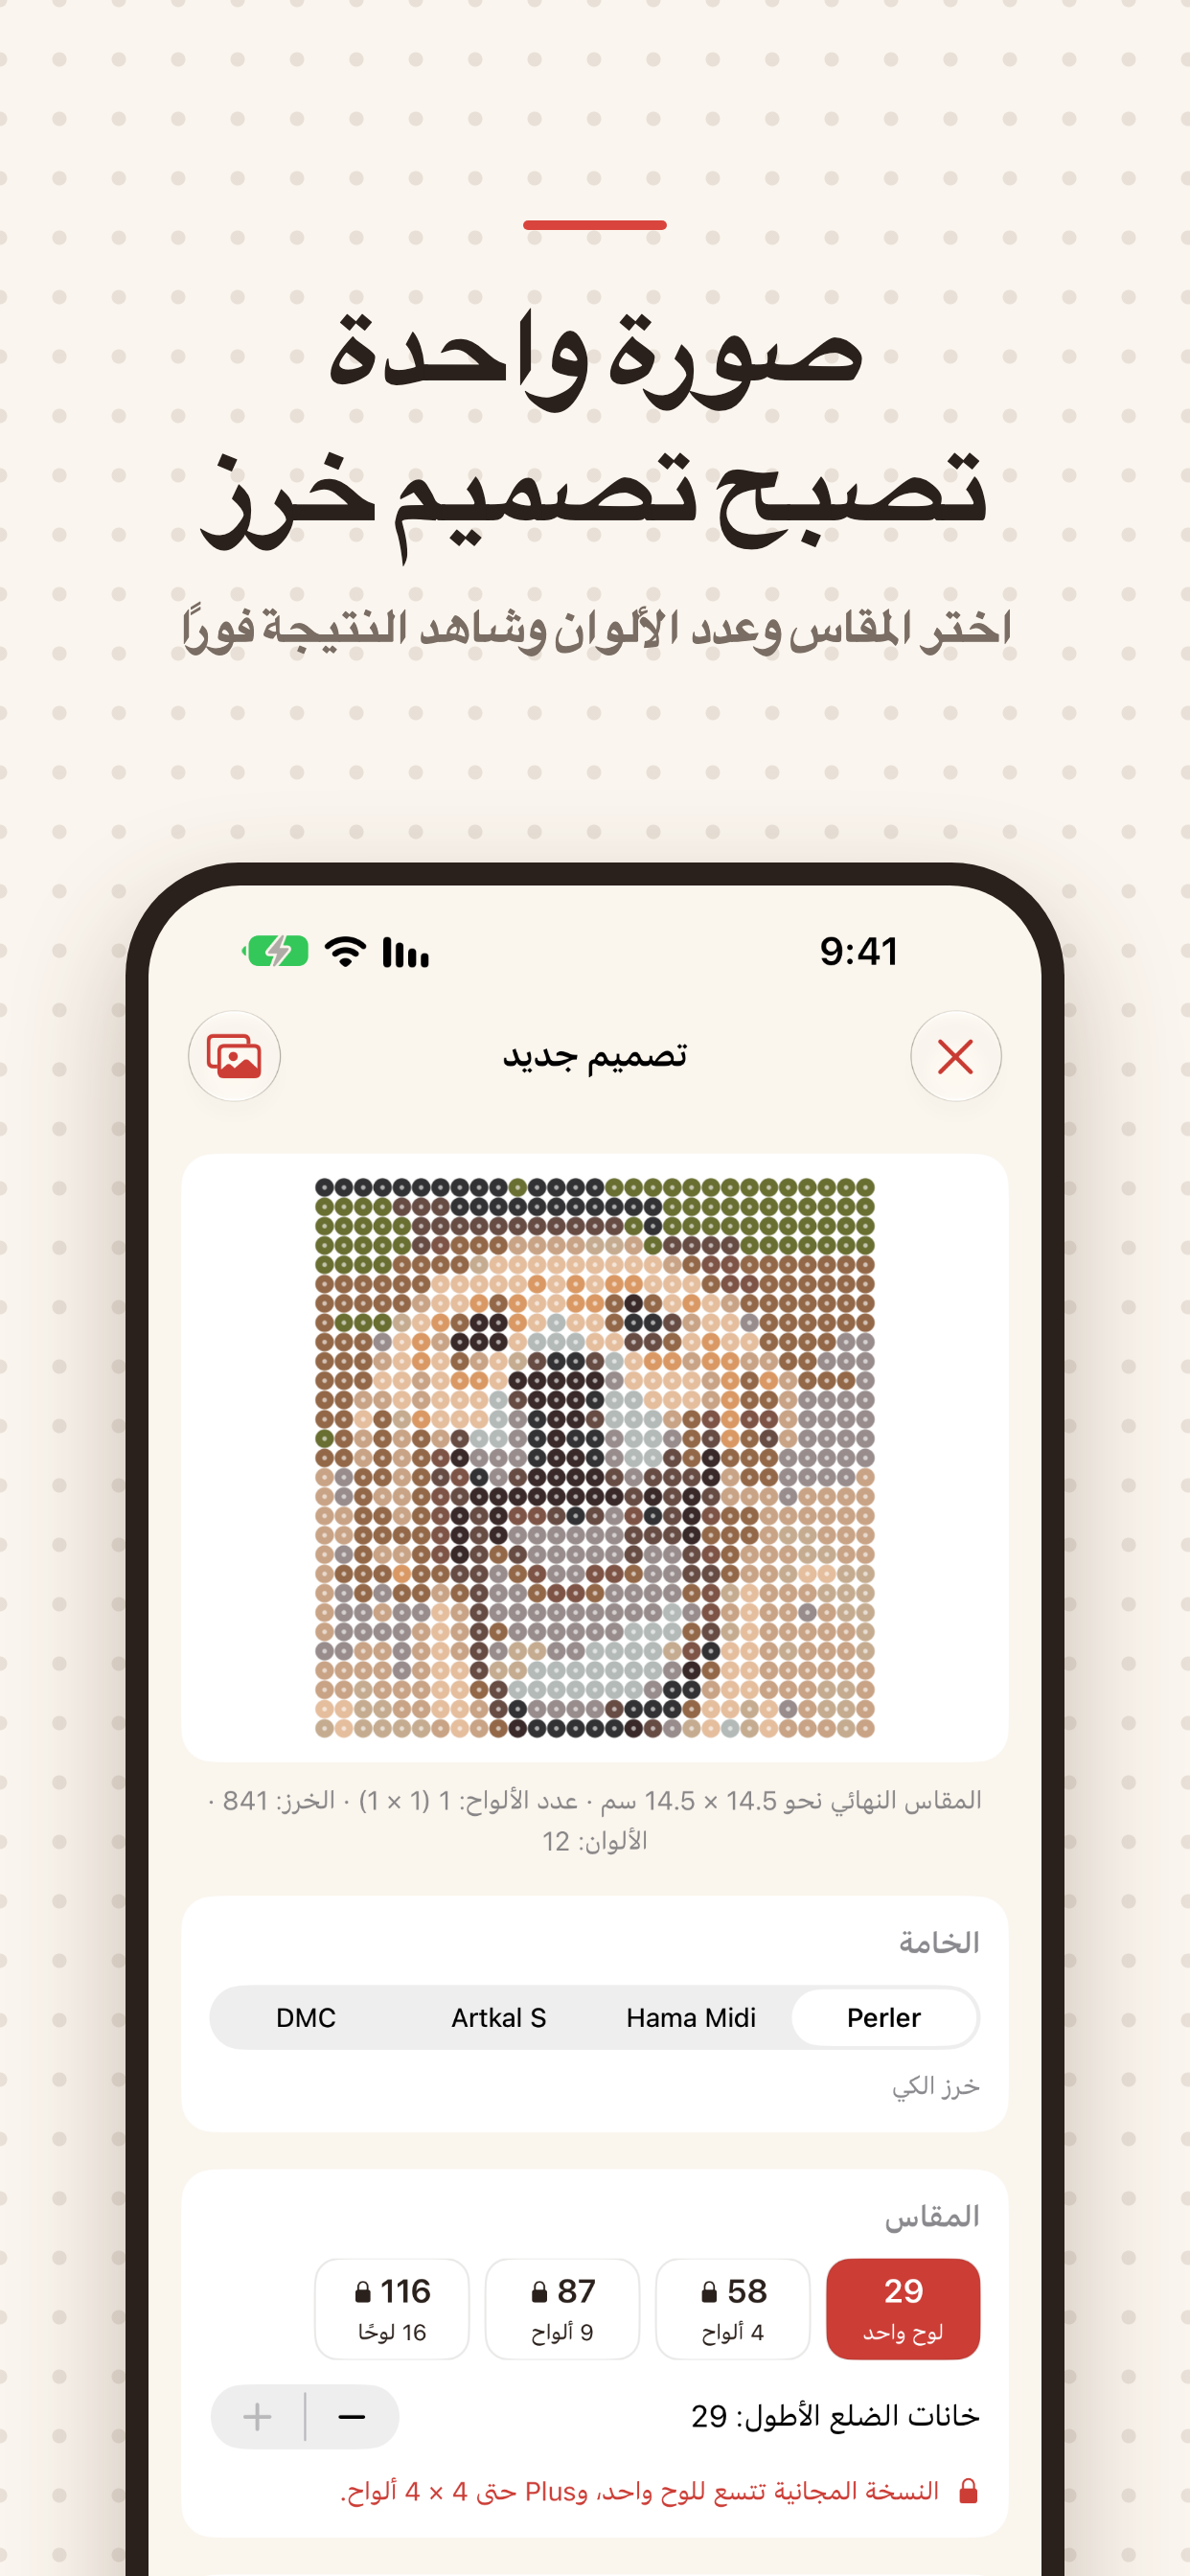 صورة واحدة
تصبح تصميم خرز
اختر المقاس وعدد الألوان وشاهد النتيجة فورًا
9:41
تصميم جديد
المقاس النهائي نحو 14.5 × 14.5 سم · عدد الألواح: 1 (1 × 1) · الخرز: 841 ·
الألوان: 12
الخامة
Perler Hama Midi Artkal S DMC
خرز الكي
المقاس
29 58 87 116
لوح واحد 4 ألواح 9 ألواح 16 لوحًا
خانات الضلع الأطول: 29
النسخة المجانية تتسع للوح واحد، وPlus حتى 4 × 4 ألواح.